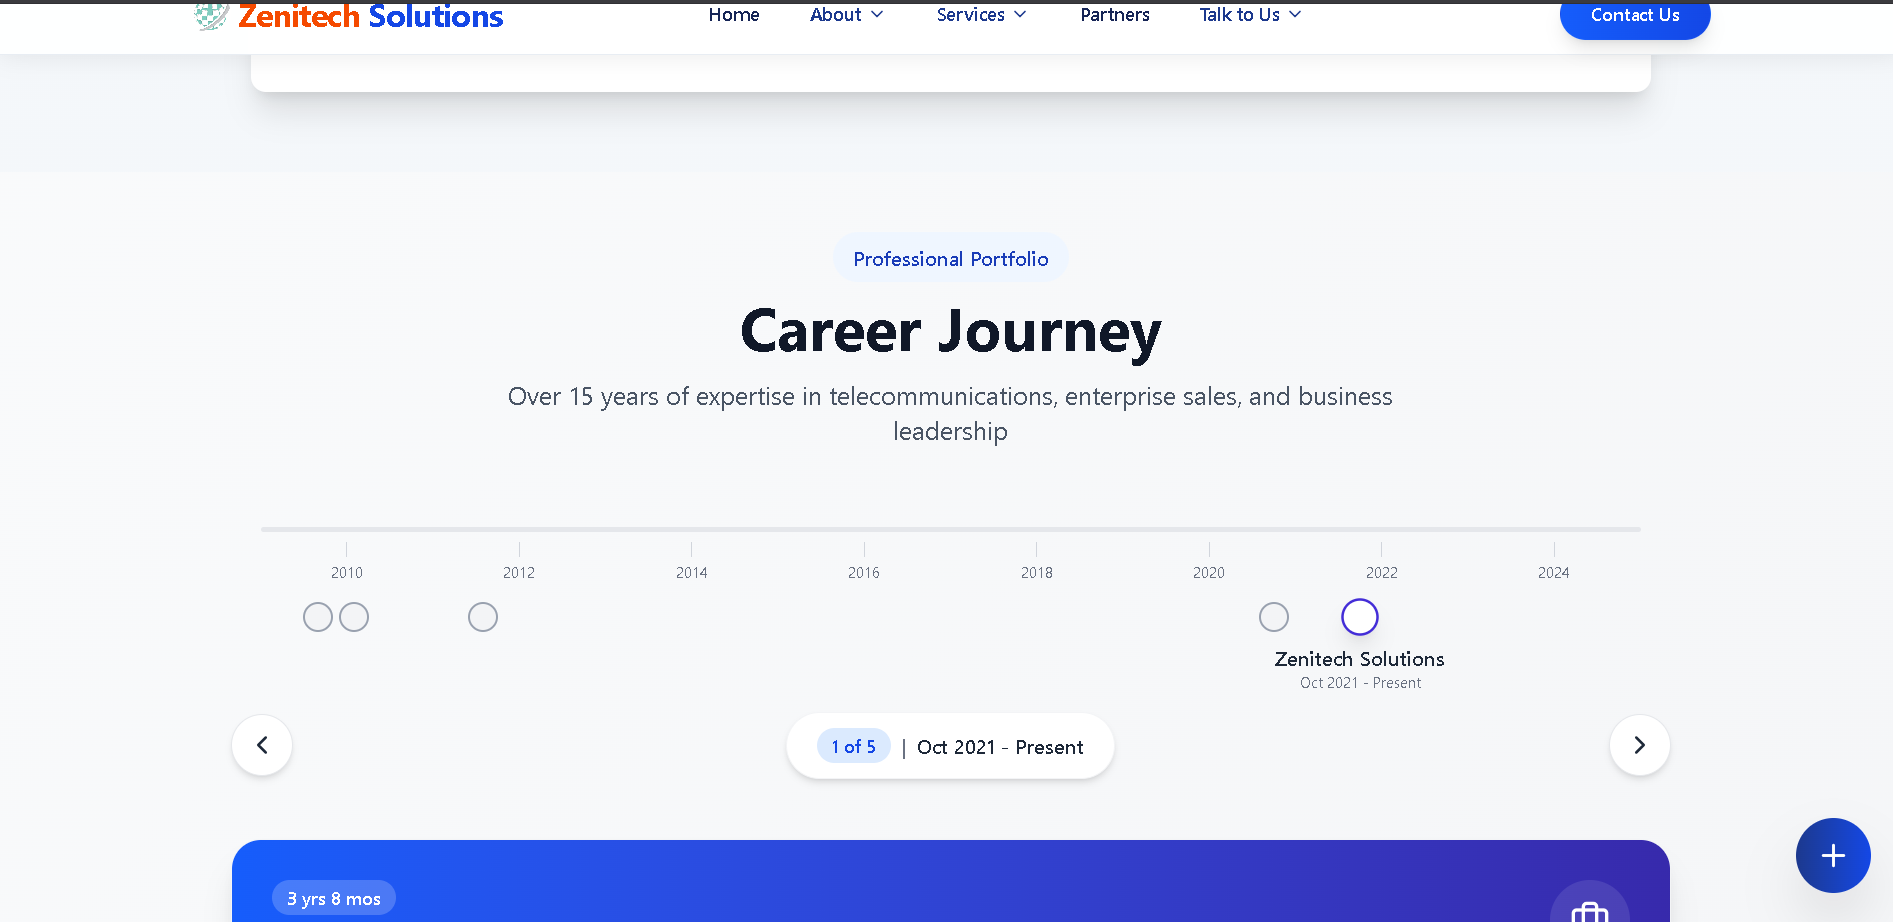 Zenitech Solutions
Home
About
Services
Partners
Talk to Us
Contact Us
Professional Portfolio
Career Journey
Over 15 years of expertise in telecommunications, enterprise sales, and business
leadership
2010
2012
2014
2016
2018
2020
2022
2024
Zenitech Solutions
Oct 2021 - Present
1 of 5 | Oct 2021 - Present
3 yrs 8 mos